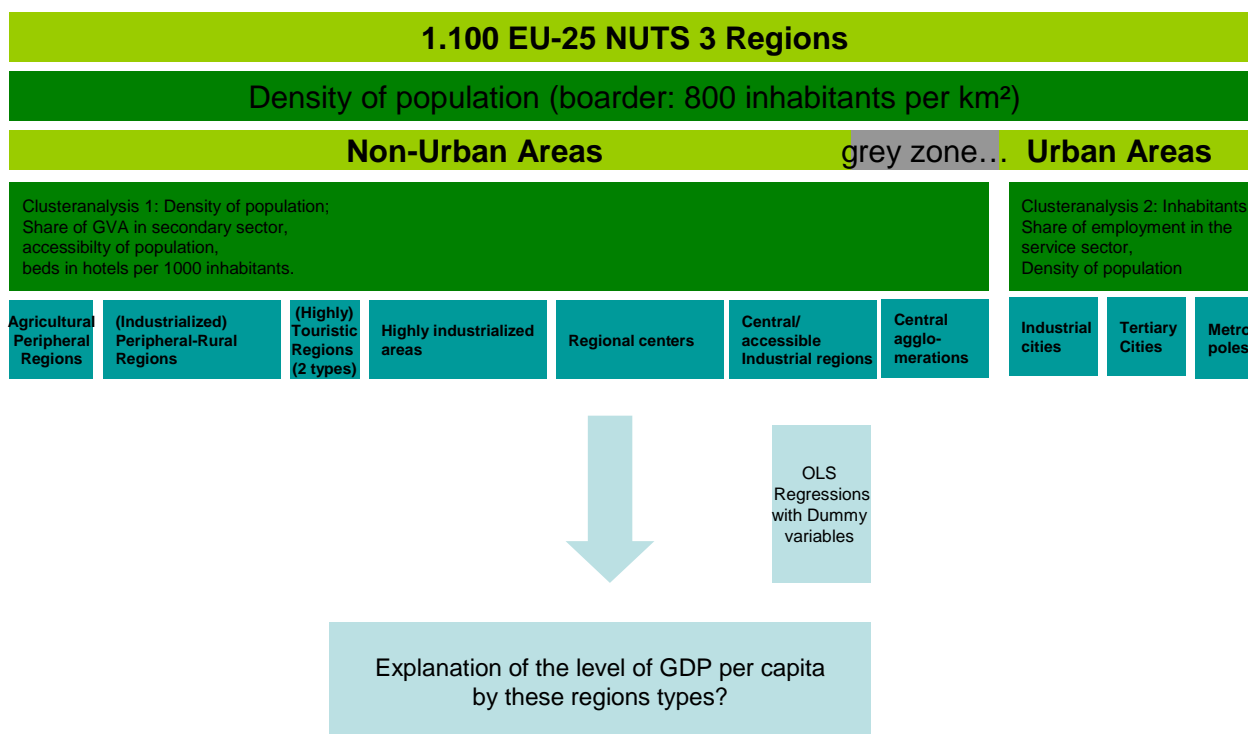 1.100 EU-25 NUTS 3 Regions
Density of population (boarder: 800 inhabitants per km²)
Non-Urban Areas
grey zone…
Urban Areas
Clusteranalysis 1: Density of population;
Share of GVA in secondary sector,
accessibilty of population,
beds in hotels per 1000 inhabitants.
Clusteranalysis 2: Inhabitants
Share of employment in the
service sector,
Density of population
Agricultural
Peripheral
Regions
(Industrialized)
Peripheral-Rural
Regions
(Highly)
Touristic
Regions
(2 types)
Highly industrialized
areas
Regional centers
Central/
accessible
Industrial regions
Central
agglo-
merations
Industrial
cities
Tertiary
Cities
Metro
poles
OLS
Regressions
with Dummy
variables
Explanation of the level of GDP per capita
by these regions types?